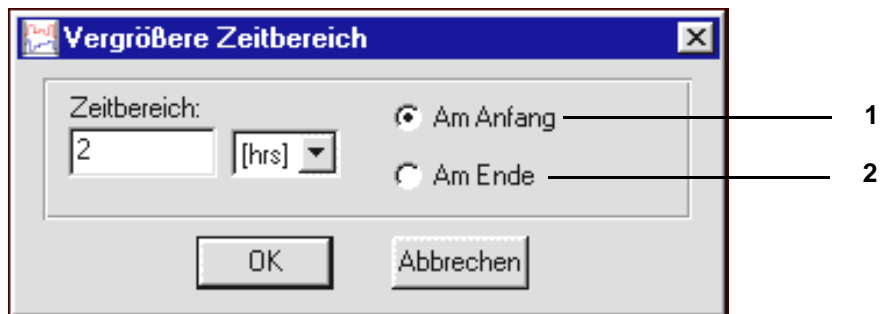 Vergrößere Zeitbereich
Zeitbereich:
2 [hrs]
Am Anfang 1
Am Ende 2
OK Abbrechen